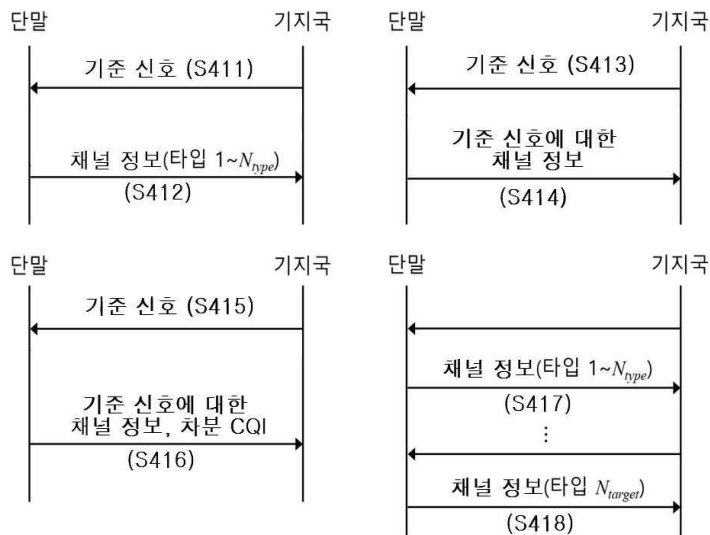 단말 기지국
기준 신호 (S411)
채널 정보(타입 1~N_type)
(S412)
단말 기지국
기준 신호 (S413)
기준 신호에 대한
채널 정보
(S414)
단말 기지국
기준 신호 (S415)
기준 신호에 대한
채널 정보, 차분 CQI
(S416)
단말 기지국
채널 정보(타입 1~N_type)
(S417)
⋮
채널 정보(타입 N_target)
(S418)